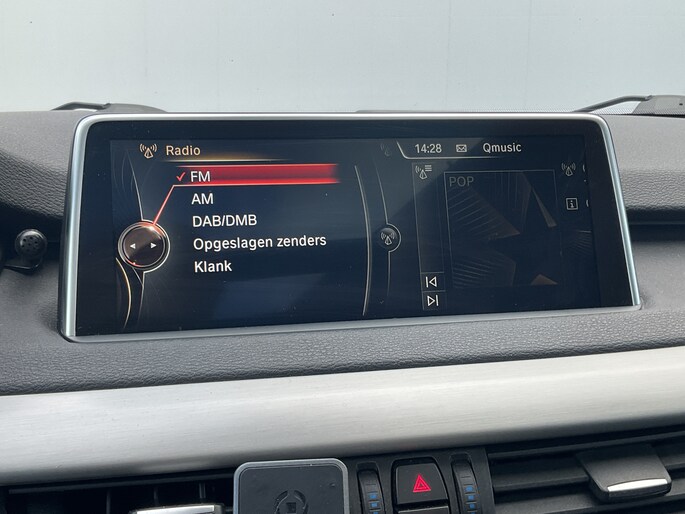 Radio
14:28 Qmusic
✓ FM
AM
DAB/DMB
Opgeslagen zenders
Klank
POP